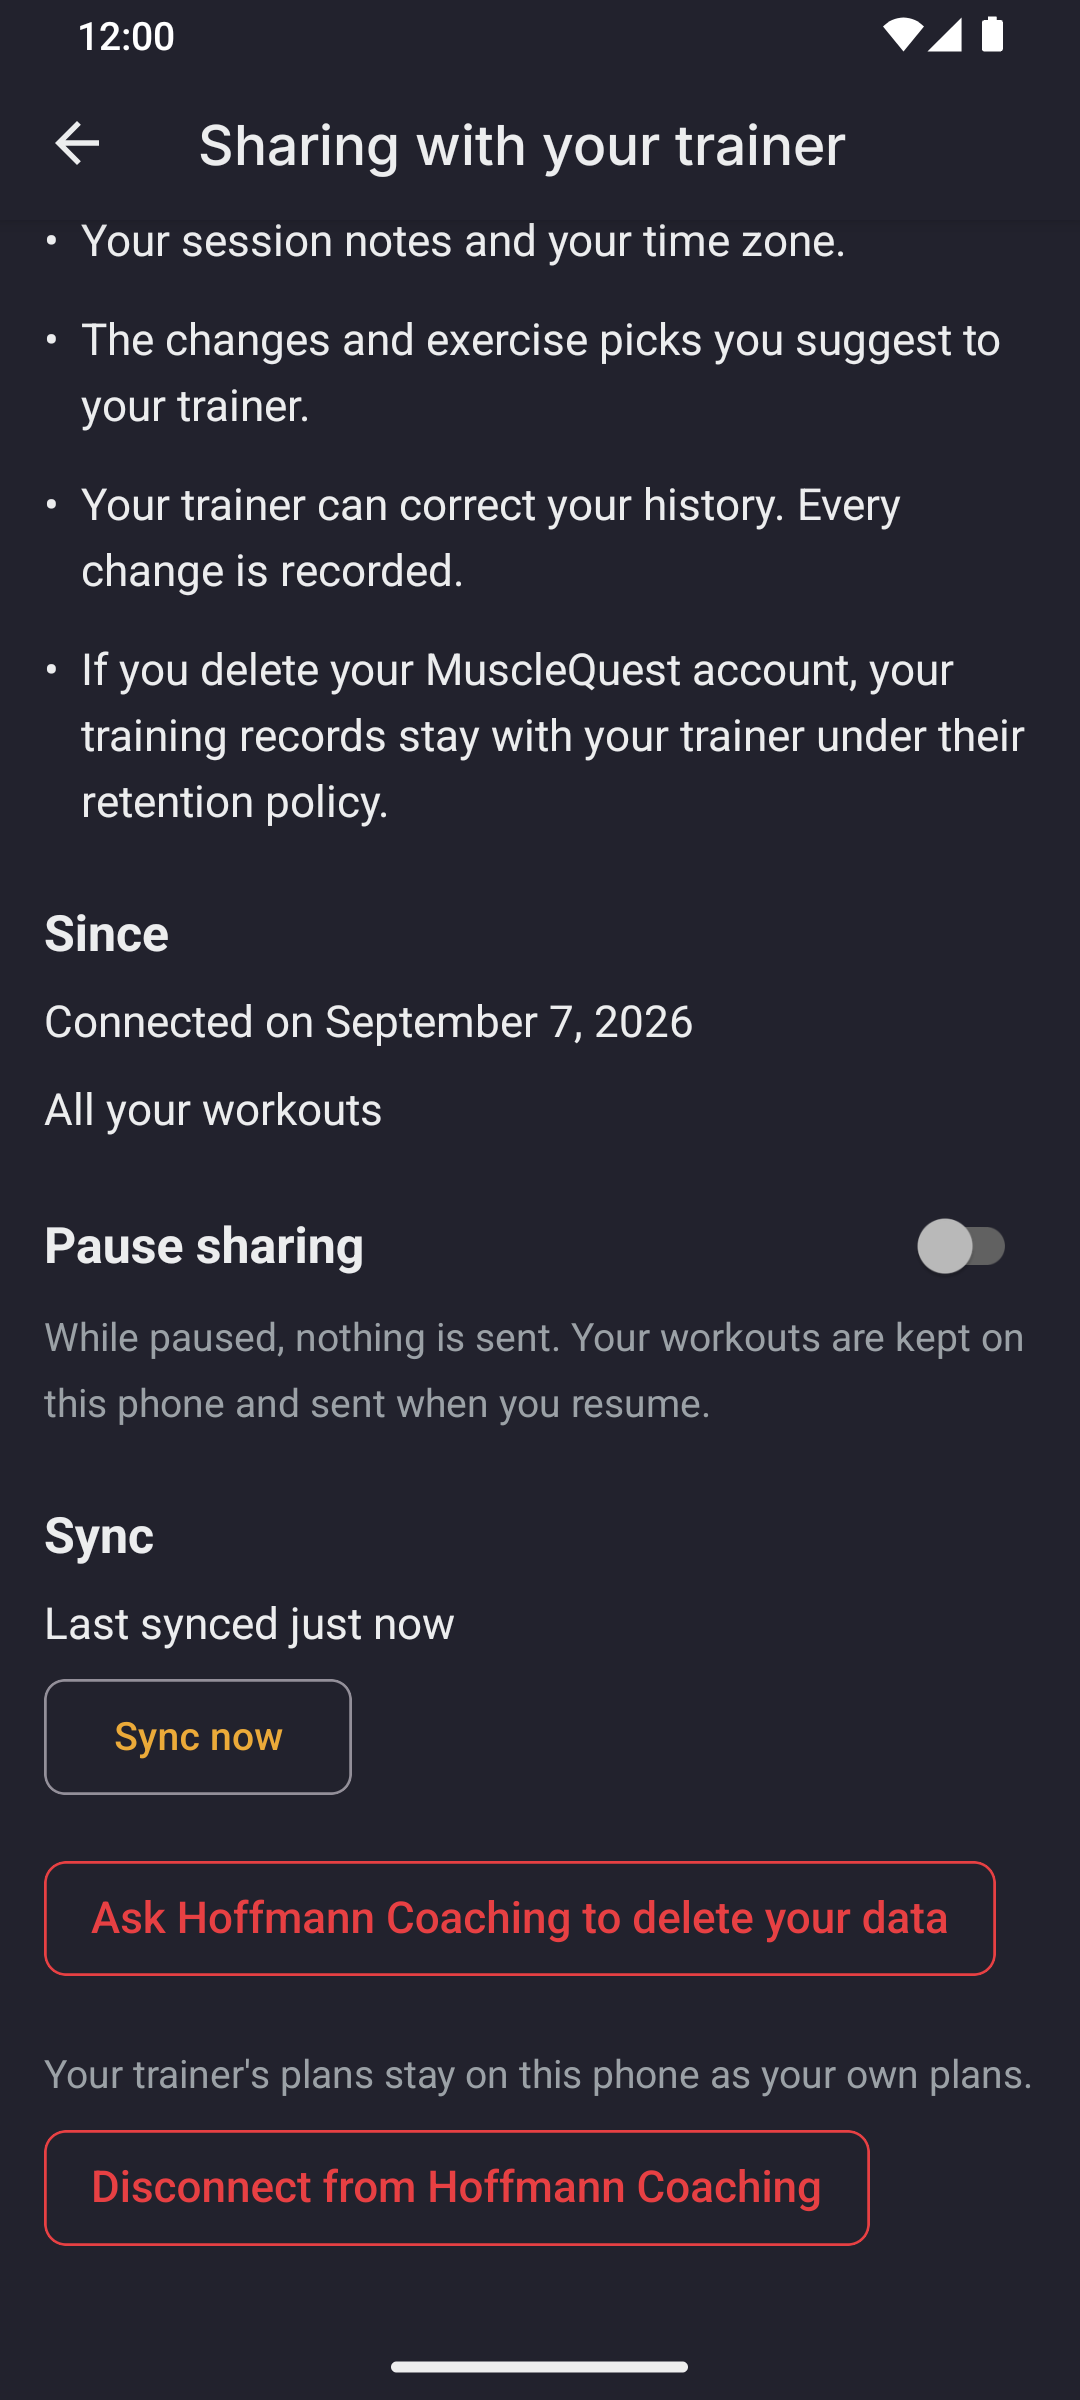 12:00
Sharing with your trainer
• Your session notes and your time zone.
• The changes and exercise picks you suggest to
your trainer.
• Your trainer can correct your history. Every
change is recorded.
• If you delete your MuscleQuest account, your
training records stay with your trainer under their
retention policy.
Since
Connected on September 7, 2026
All your workouts
Pause sharing
While paused, nothing is sent. Your workouts are kept on
this phone and sent when you resume.
Sync
Last synced just now
Sync now
Ask Hoffmann Coaching to delete your data
Your trainer's plans stay on this phone as your own plans.
Disconnect from Hoffmann Coaching